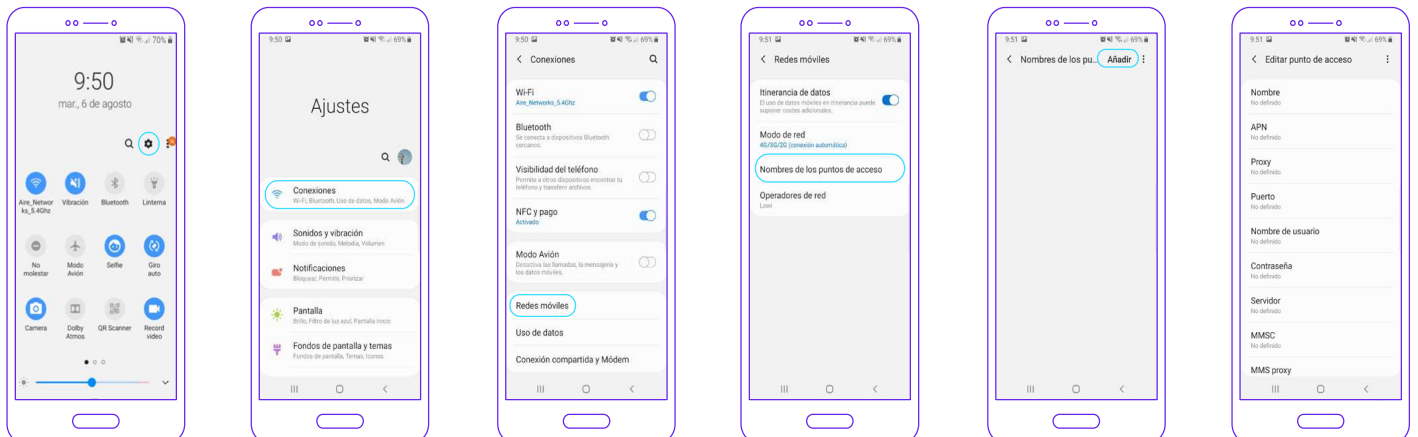 70%
9:50
mar., 6 de agosto
Aire_Networ
ks_5.4Ghz
Vibración
Bluetooth
Linterna
No
molestar
Modo
Avión
Selfie
Giro
auto
Camera
Dolby
Atmos
QR Scanner
Record
video
9:50
69%
Ajustes
Conexiones
Wi-Fi, Bluetooth, Uso de datos, Modo Avión
Sonidos y vibración
Modo de sonido, Melodía, Volumen
Notificaciones
Bloquear, Permitir, Priorizar
Pantalla
Brillo, Filtro de luz azul, Pantalla Inicio
Fondos de pantalla y temas
Fondos de pantalla, Temas, Iconos
9:50
69%
Conexiones
Wi-Fi
Aire_Networks_5.4Ghz
Bluetooth
Se conecta a dispositivos Bluetooth
cercanos.
Visibilidad del teléfono
Permite a otros dispositivos encontrar tu
teléfono y transferir archivos.
NFC y pago
Activado
Modo Avión
Desactiva las llamadas, la mensajería y
los datos móviles.
Redes móviles
Uso de datos
Conexión compartida y Módem
9:51
69%
Redes móviles
Itinerancia de datos
El uso de datos móviles en itinerancia puede
suponer costes adicionales.
Modo de red
4G/3G/2G (conexión automática)
Nombres de los puntos de acceso
Operadores de red
Lowi
9:51
69%
Nombres de los pu... Añadir
9:51
69%
Editar punto de acceso
Nombre
No definido
APN
No definido
Proxy
No definido
Puerto
No definido
Nombre de usuario
No definido
Contraseña
No definido
Servidor
No definido
MMSC
No definido
MMS proxy